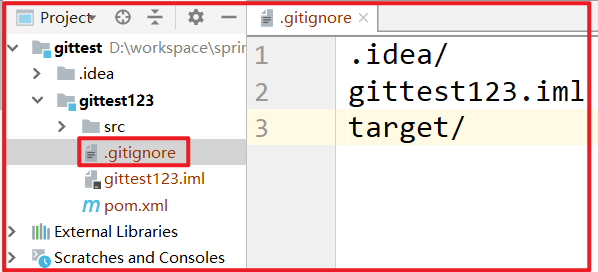 Project
gittest D:\workspace\sprin
.idea
gittest123
src
.gitignore
gittest123.iml
pom.xml
External Libraries
Scratches and Consoles
.gitignore
1 .idea/
2 gittest123.iml
3 target/